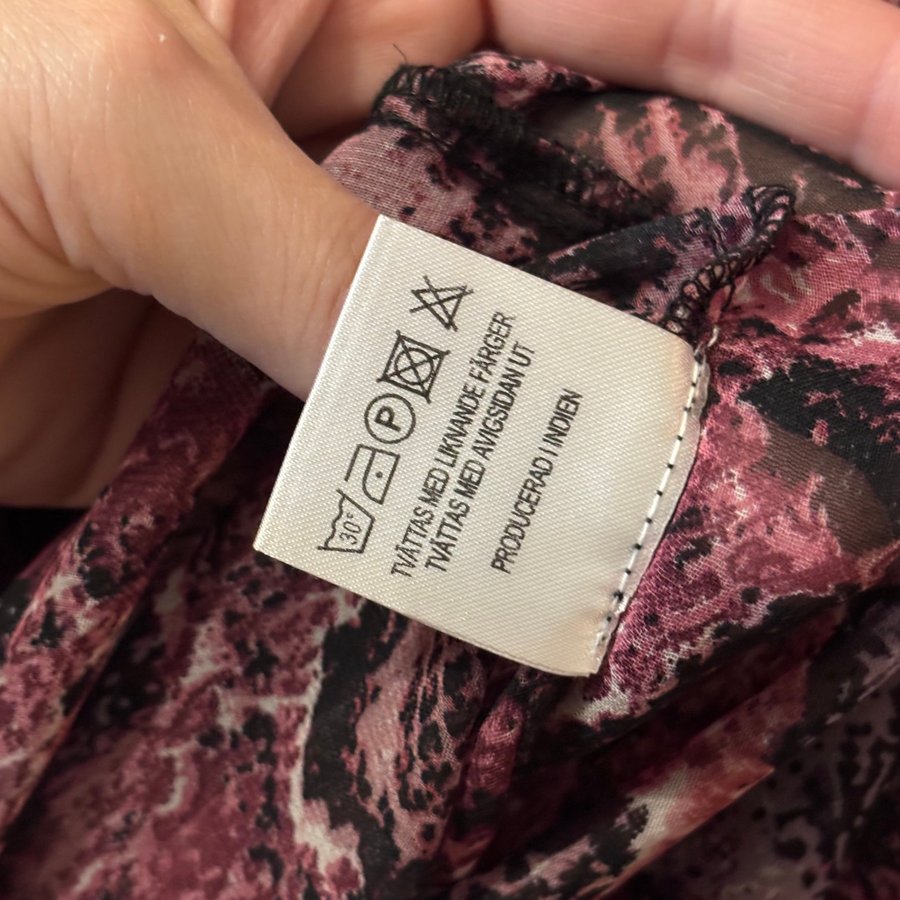 30°
P
TVÄTTAS MED LIKNANDE FÄRGER
TVÄTTAS MED AVIGSIDAN UT
PRODUCERAD I INDIEN